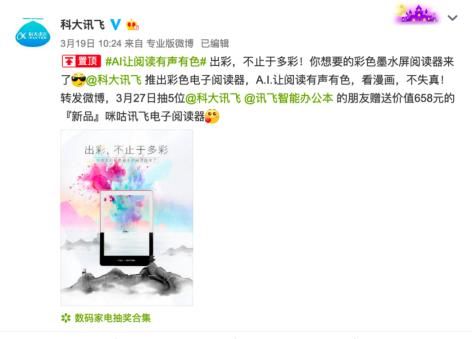 科大讯飞
3月19日 10:24 来自 专业版微博 已编辑
置顶 #AI让阅读有声有色# 出彩，不止于多彩！你想要的彩色墨水屏阅读器来
了@科大讯飞 推出彩色电子阅读器，A.I.让阅读有声有色，看漫画，不失真！
转发微博，3月27日抽5位@科大讯飞 @讯飞智能办公本 的朋友赠送价值658元的
『新品』咪咕讯飞电子阅读器
出彩，不止于多彩
数码家电抽奖合集